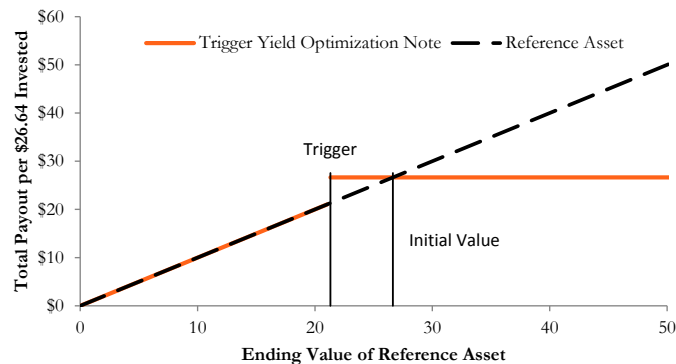 Total Payout per $26.64 Invested
$60
$50
$40
$30
$20
$10
$0
Trigger Yield Optimization Note
Reference Asset
Trigger
Initial Value
0
10
20
30
40
50
Ending Value of Reference Asset